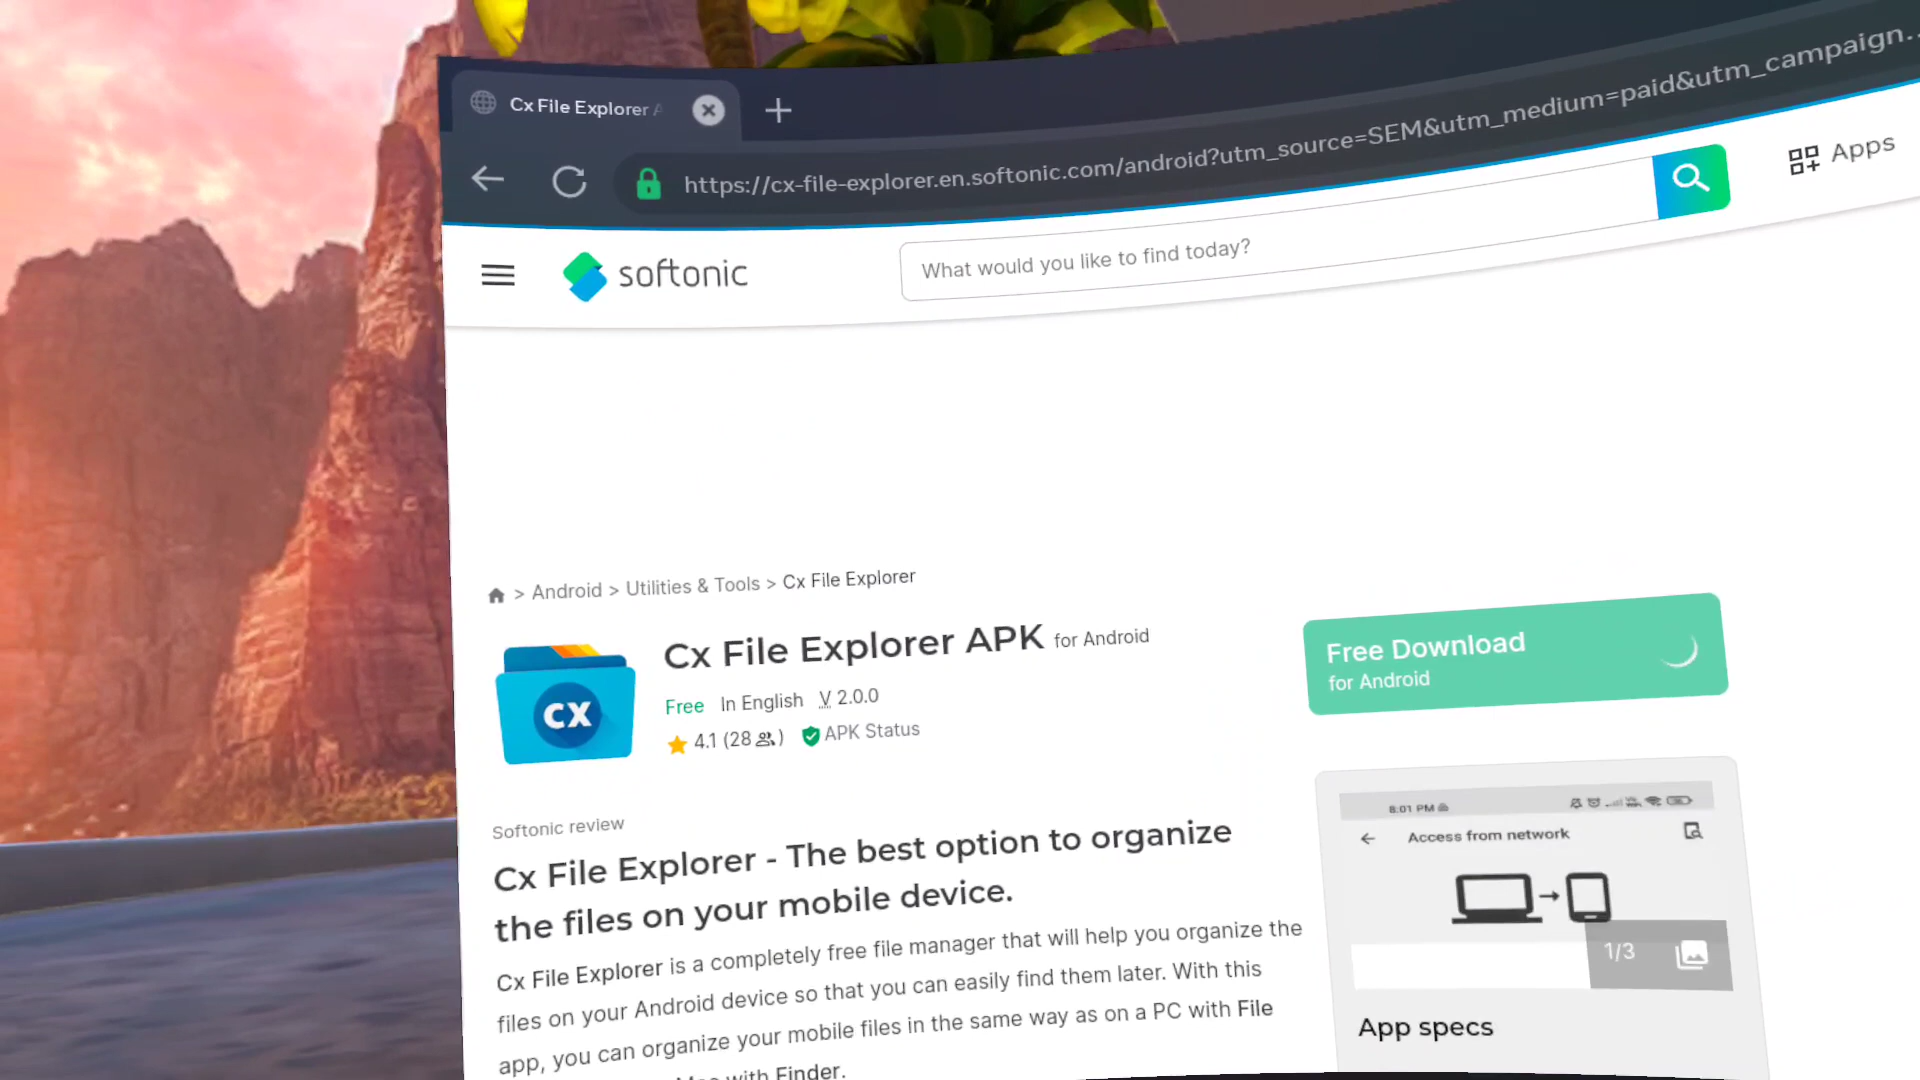 Cx File Explorer
https://cx-file-explorer.en.softonic.com/android?utm_source=SEM&utm_medium=paid&utm_campaign...
softonic
What would you like to find today?
Apps
> Android > Utilities & Tools > Cx File Explorer
CX
Cx File Explorer APK for Android
Free In English V 2.0.0
4.1 (28 )
APK Status
Free Download
for Android
Softonic review
Cx File Explorer - The best option to organize
the files on your mobile device.
Cx File Explorer is a completely free file manager that will help you organize the
files on your Android device so that you can easily find them later. With this
app, you can organize your mobile files in the same way as on a PC with File
with Finder.
8:01 PM
Access from network
1/3
App specs